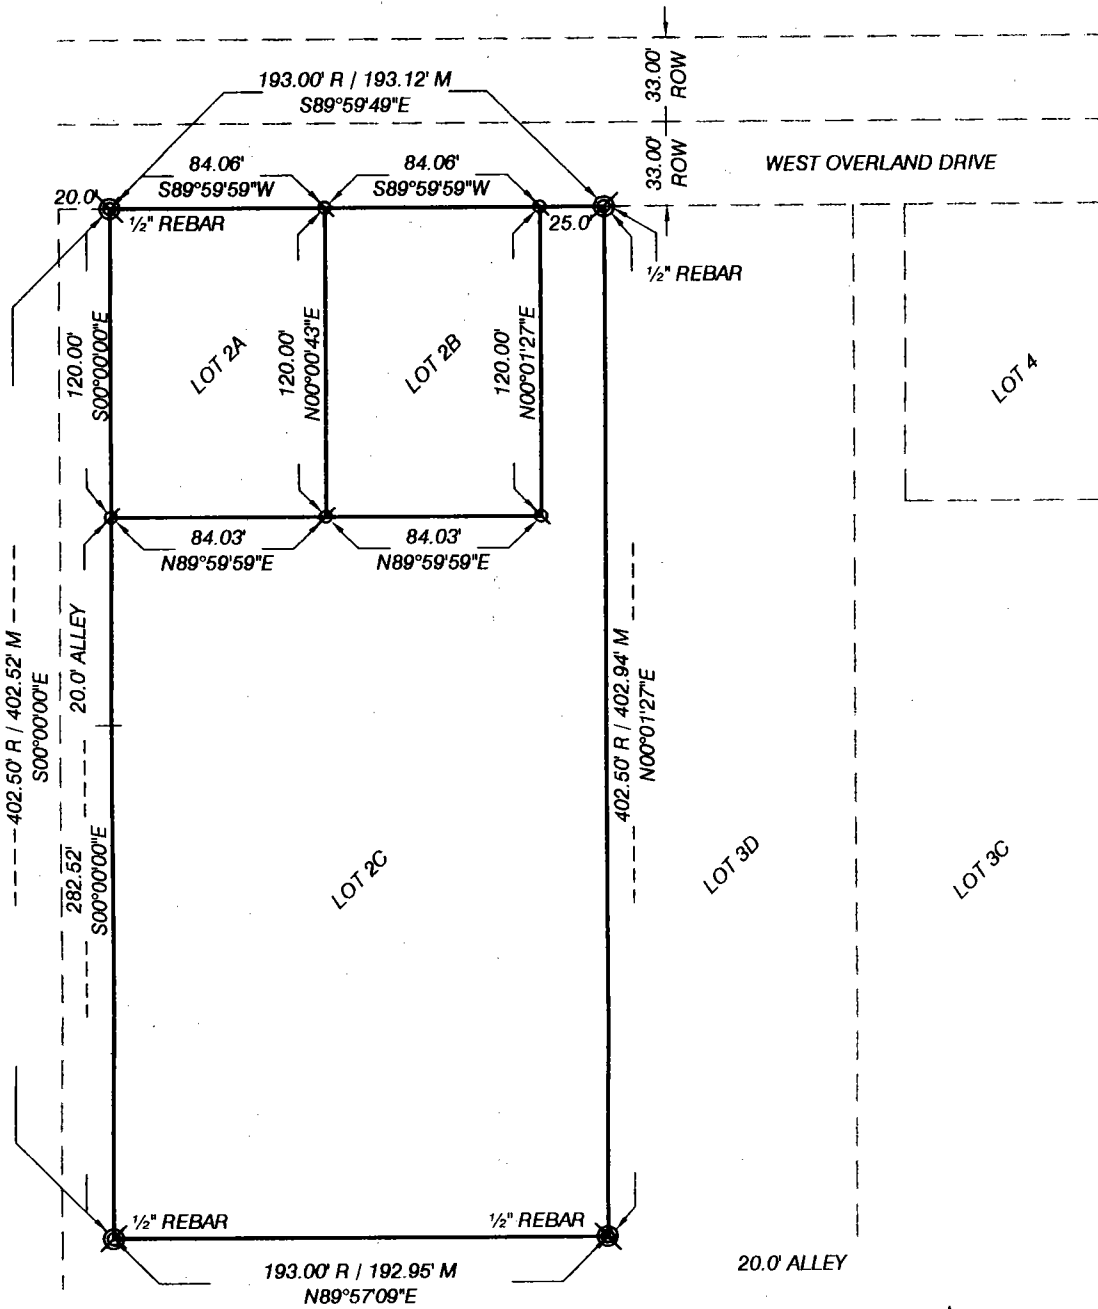 33.00'
ROW
193.00' R / 193.12' M
S89°59'49"E
33.00'
ROW
WEST OVERLAND DRIVE
84.06'
S89°59'59"W
84.06'
S89°59'59"W
20.0'
½" REBAR
25.0'
½" REBAR
120.00'
S00°00'00"E
LOT 2A
120.00'
N00°00'43"E
LOT 2B
120.00'
N00°01'27"E
LOT 4
84.03'
N89°59'59"E
84.03'
N89°59'59"E
402.50' R / 402.52' M
S00°00'00"E
20.0' ALLEY
402.50' R / 402.94' M
N00°01'27"E
282.52'
S00°00'00"E
LOT 2C
LOT 3D
LOT 3C
½" REBAR
½" REBAR
193.00' R / 192.95' M
N89°57'09"E
20.0' ALLEY